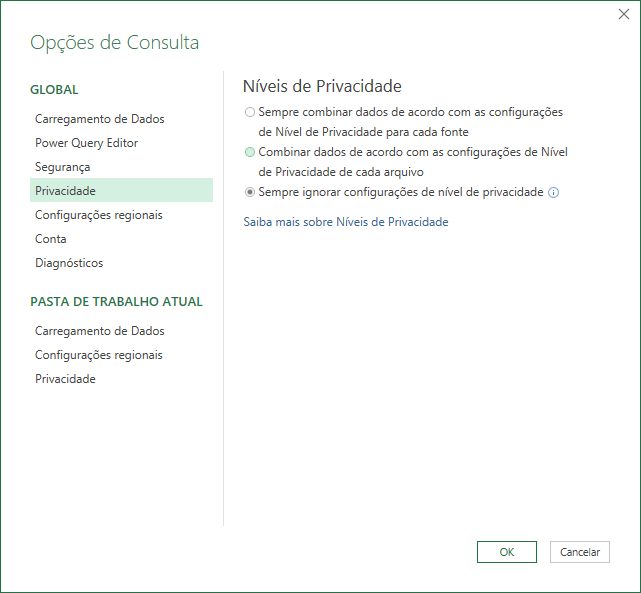 Opções de Consulta
GLOBAL
Carregamento de Dados
Power Query Editor
Segurança
Privacidade
Configurações regionais
Conta
Diagnósticos
PASTA DE TRABALHO ATUAL
Carregamento de Dados
Configurações regionais
Privacidade
Níveis de Privacidade
Sempre combinar dados de acordo com as configurações
de Nível de Privacidade para cada fonte
Combinar dados de acordo com as configurações de Nível
de Privacidade de cada arquivo
Sempre ignorar configurações de nível de privacidade
Saiba mais sobre Níveis de Privacidade
OK
Cancelar